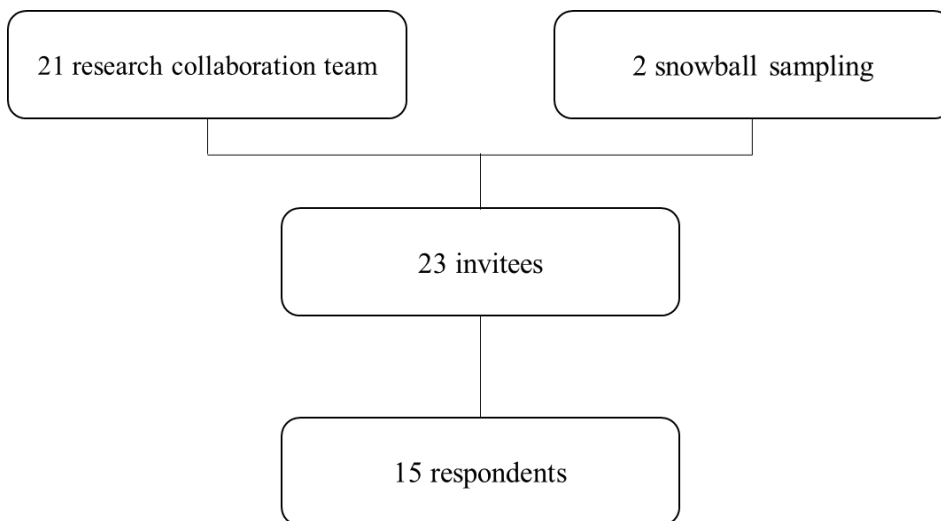 21 research collaboration team
2 snowball sampling
23 invitees
15 respondents